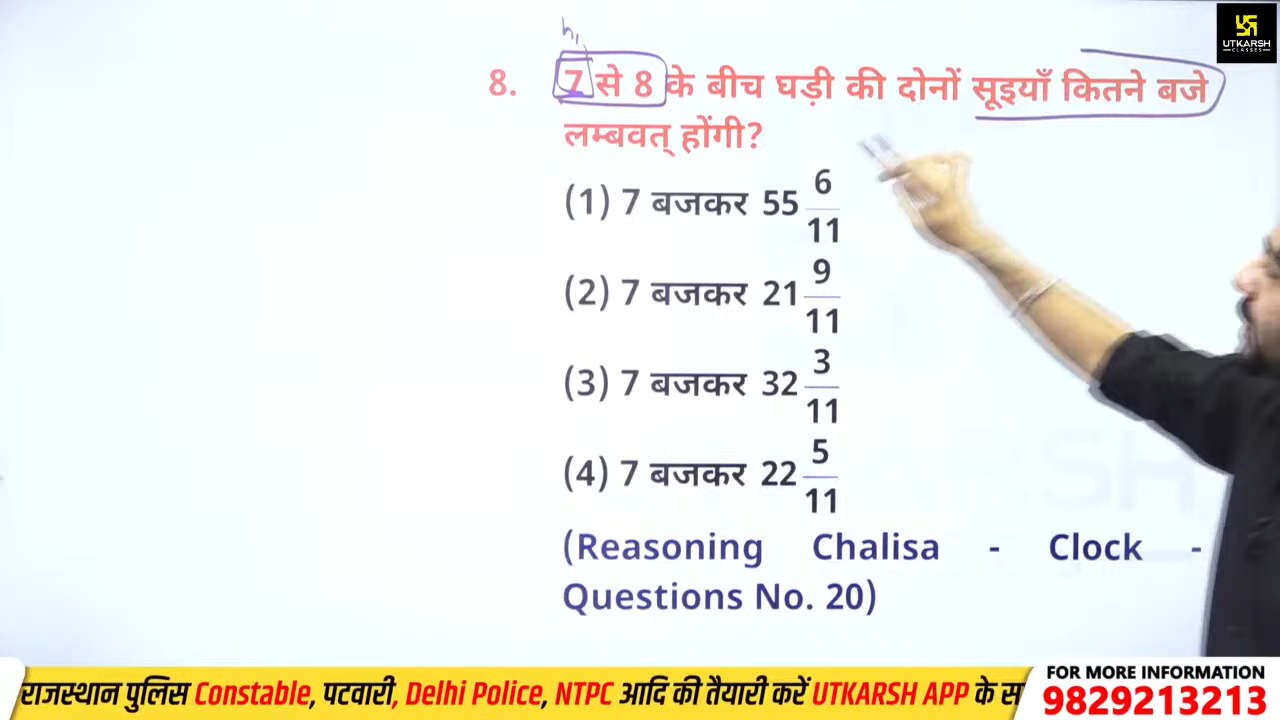 UTKARSH
CLASSES
h₁
8. 7 से 8 के बीच घड़ी की दोनों सूइयाँ कितने बजे
लम्बवत् होंगी?
(1) 7 बजकर 55 6/11
(2) 7 बजकर 21 9/11
(3) 7 बजकर 32 3/11
(4) 7 बजकर 22 5/11
(Reasoning Chalisa - Clock -
Questions No. 20)
राजस्थान पुलिस Constable, पटवारी, Delhi Police, NTPC आदि की तैयारी करें UTKARSH APP के
FOR MORE INFORMATION
9829213213